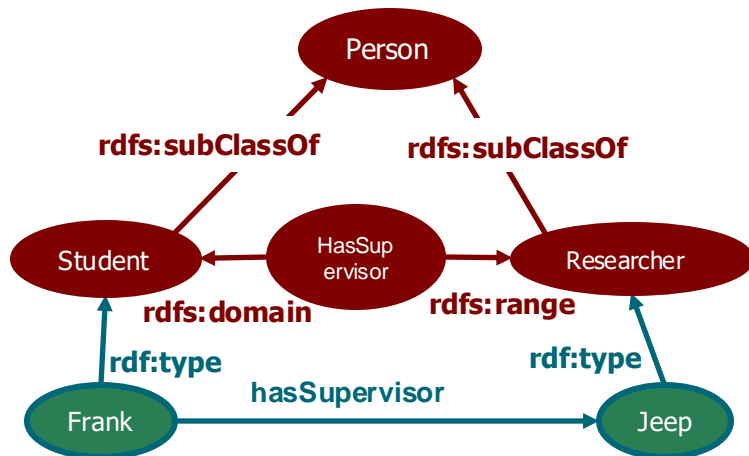 Person
rdfs:subClassOf
rdfs:subClassOf
Student
HasSup
ervisor
Researcher
rdfs:domain
rdfs:range
rdf:type
rdf:type
hasSupervisor
Frank
Jeep